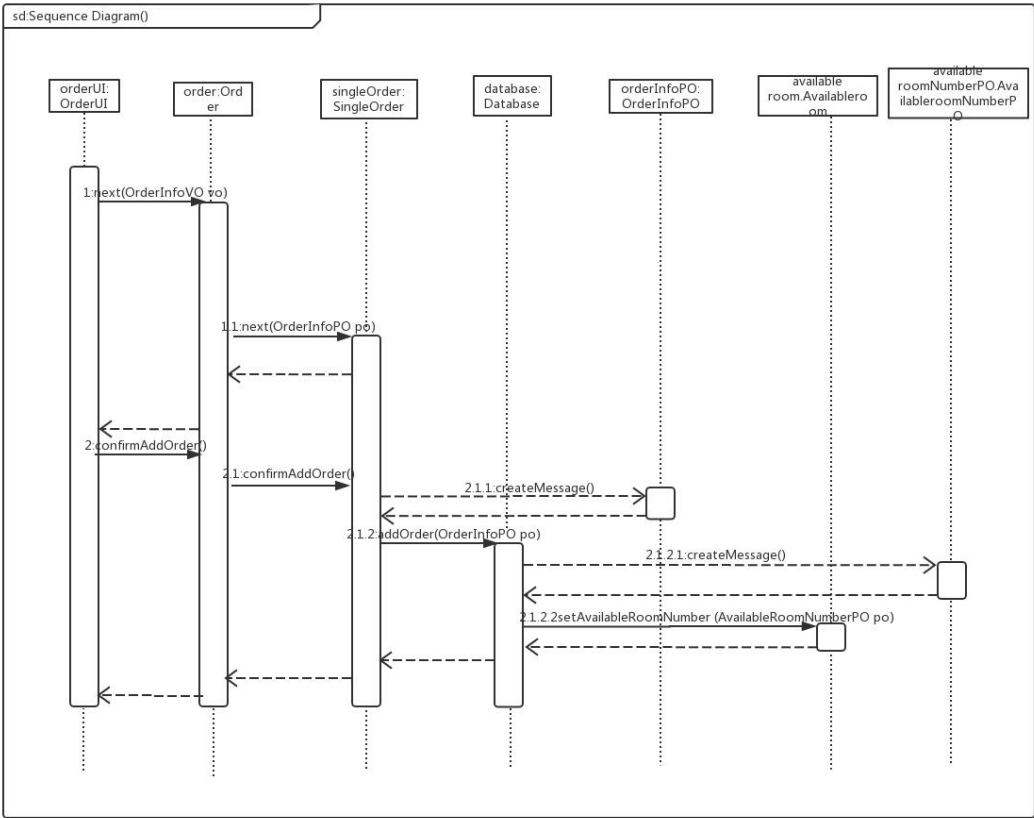 sd:Sequence Diagram()
orderUI:
OrderUI
order:Ord
er
singleOrder:
SingleOrder
database:
Database
orderInfoPO:
OrderInfoPO
available
room.Availablero
om
available
roomNumberPO.Ava
ilableroomNumberP
O
1:next(OrderInfoVO vo)
1.1:next(OrderInfoPO po)
2:confirmAddOrder()
2.1:confirmAddOrder()
2.1.1:createMessage()
2.1.2:addOrder(OrderInfoPO po)
2.1.2.1:createMessage()
2.1.2.2setAvailableRoomNumber (AvailableRoomNumberPO po)